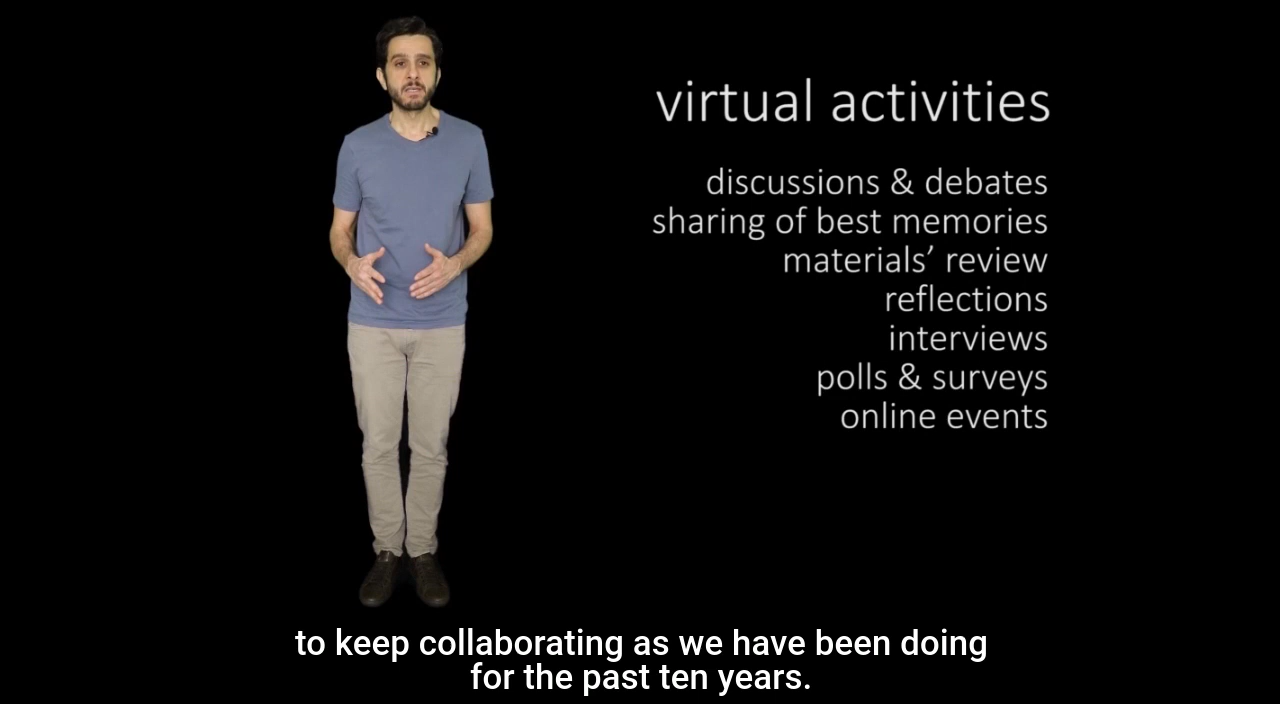 virtual activities
discussions & debates
sharing of best memories
materials’ review
reflections
interviews
polls & surveys
online events
to keep collaborating as we have been doing
for the past ten years.